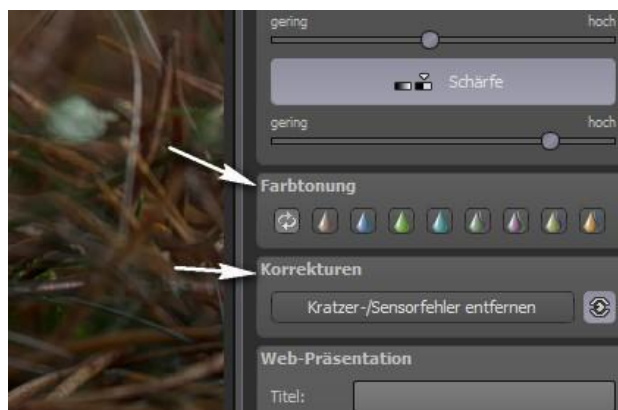 gering hoch
Schärfe
gering hoch
Farbtonung
Korrekturen
Kratzer-/Sensorfehler entfernen
Web-Präsentation
Titel: